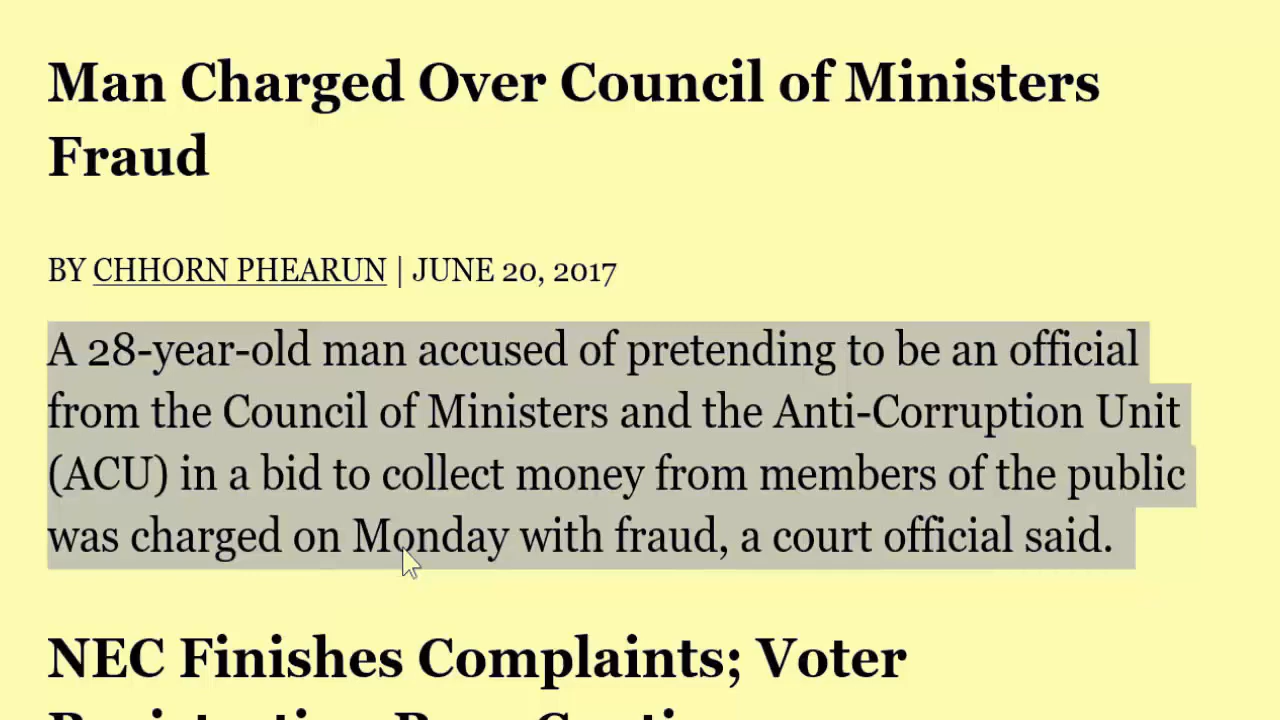 Man Charged Over Council of Ministers
Fraud
BY CHHORN PHEARUN | JUNE 20, 2017
A 28-year-old man accused of pretending to be an official
from the Council of Ministers and the Anti-Corruption Unit
(ACU) in a bid to collect money from members of the public
was charged on Monday with fraud, a court official said.
NEC Finishes Complaints; Voter